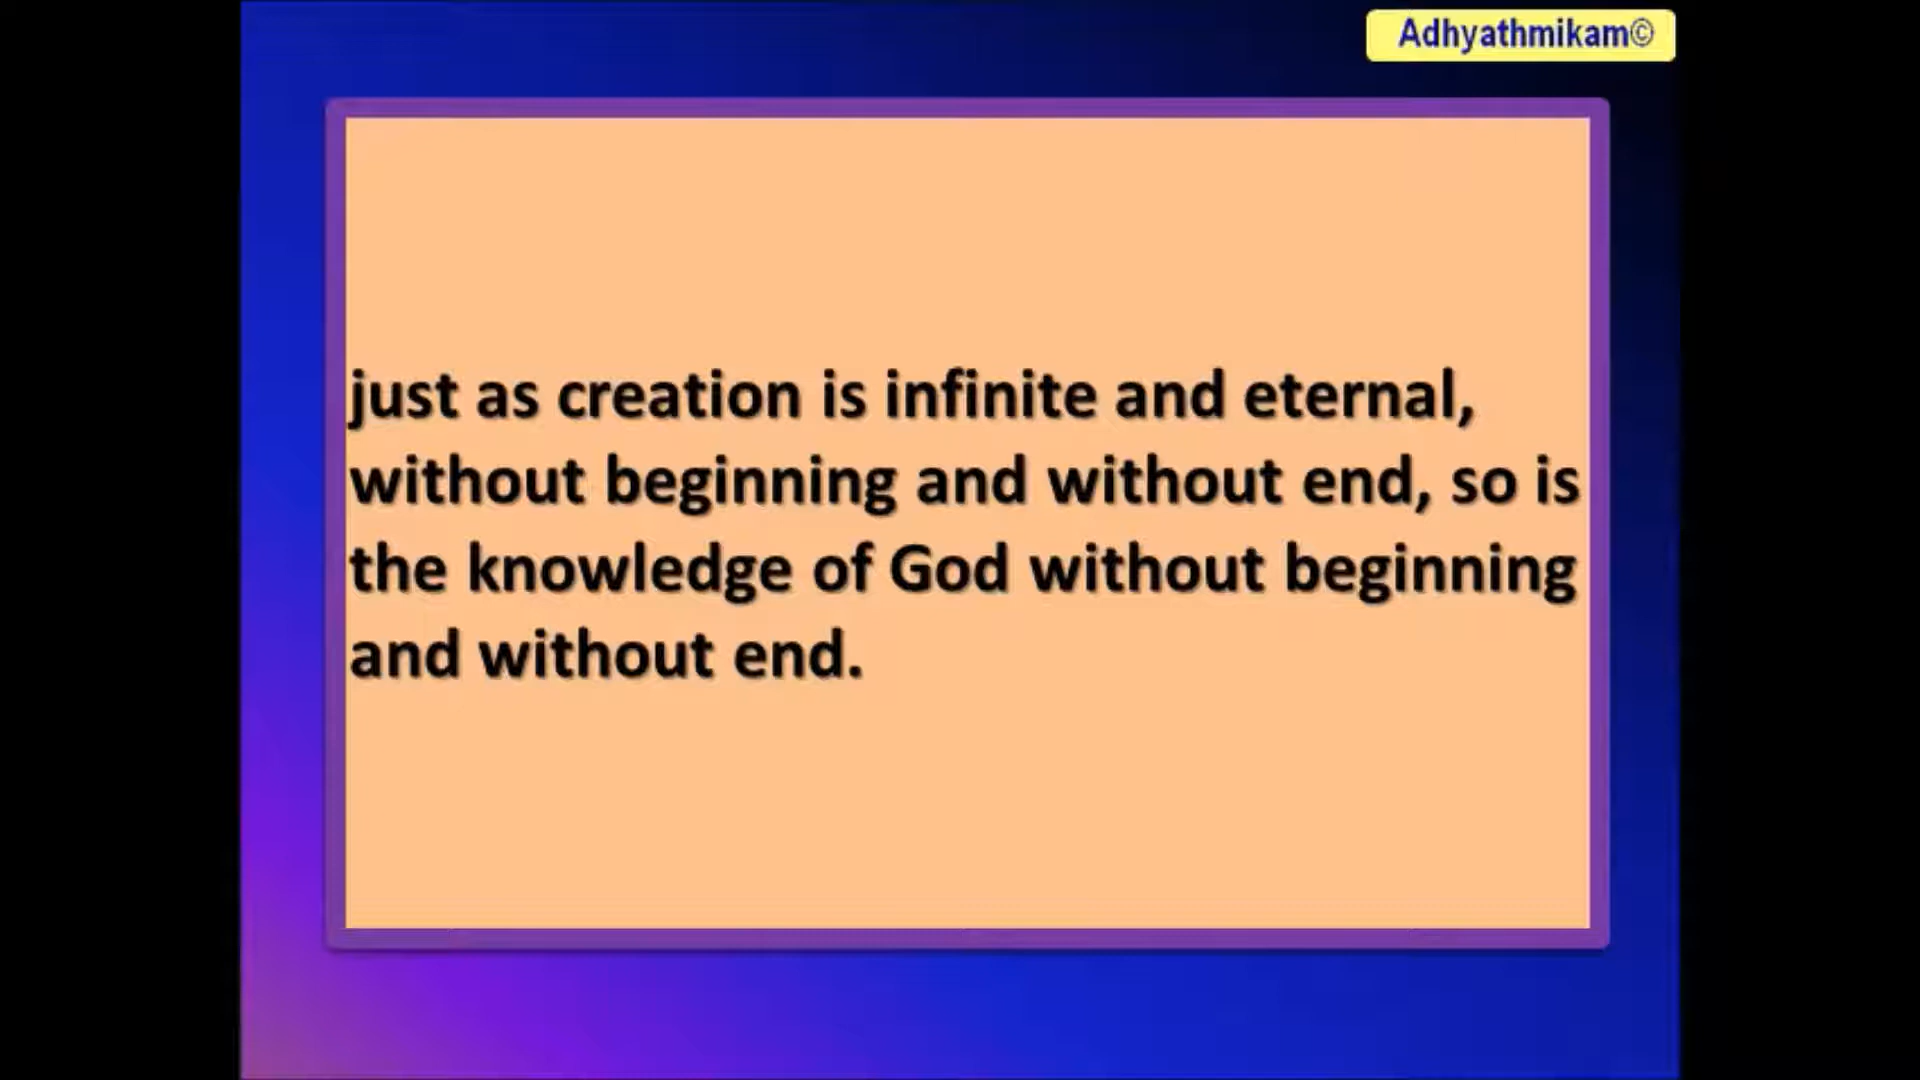 Adhyathmikam©
just as creation is infinite and eternal,
without beginning and without end, so is
the knowledge of God without beginning
and without end.